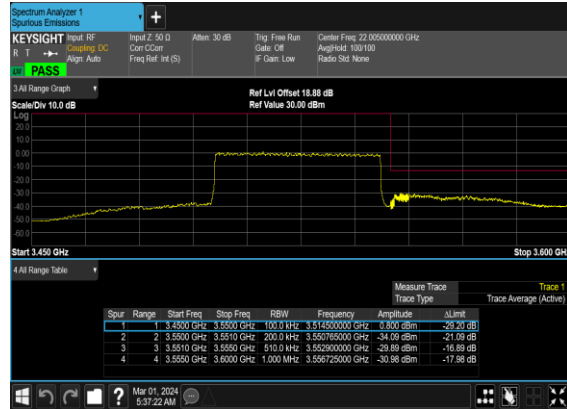 Spectrum Analyzer 1
Spurious Emissions
KEYSIGHT Input: RF Input Z: 50 Ω Atten: 30 dB Trig: Free Run Center Freq: 22.005000000 GHz
R T Coupling: DC Corr CCorr Gate: Off Avg|Hold: 100/100
Align: Auto Freq Ref: Int (S) IF Gain: Low Radio Std: None
PASS
3 All Range Graph
Ref Lvl Offset 18.88 dB
Scale/Div 10.0 dB Ref Value 30.00 dBm
Log
20.0
10.0
0.00
-10.0
-20.0
-30.0
-40.0
-50.0
-60.0
Start 3.450 GHz Stop 3.600 GH
4 All Range Table
Measure Trace Trace 1
Trace Type Trace Average (Active)
Spur Range Start Freq Stop Freq RBW Frequency Amplitude ΔLimit
1 1 3.4500 GHz 3.5500 GHz 100.0 kHz 3.514500000 GHz 0.800 dBm -29.20 dB
2 2 3.5500 GHz 3.5510 GHz 200.0 kHz 3.550765000 GHz -34.09 dBm -21.09 dB
3 3 3.5510 GHz 3.5550 GHz 510.0 kHz 3.552900000 GHz -29.89 dBm -16.89 dB
4 4 3.5550 GHz 3.6000 GHz 1.000 MHz 3.556725000 GHz -30.98 dBm -17.98 dB
Mar 01, 2024
5:37:22 AM